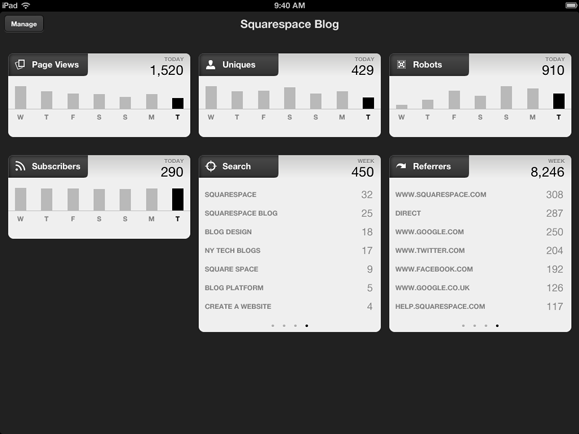 iPad 9:40 AM
Manage Squarespace Blog
Page Views TODAY
1,520
W T F S S M T
Uniques TODAY
429
W T F S S M T
Robots TODAY
910
W T F S S M T
Subscribers TODAY
290
W T F S S M T
Search WEEK
450
SQUARESPACE 32
SQUARESPACE BLOG 25
BLOG DESIGN 18
NY TECH BLOGS 17
SQUARE SPACE 9
BLOG PLATFORM 5
CREATE A WEBSITE 4
Referrers WEEK
8,246
WWW.SQUARESPACE.COM 308
DIRECT 287
WWW.GOOGLE.COM 250
WWW.TWITTER.COM 204
WWW.FACEBOOK.COM 192
WWW.GOOGLE.CO.UK 126
HELP.SQUARESPACE.COM 117